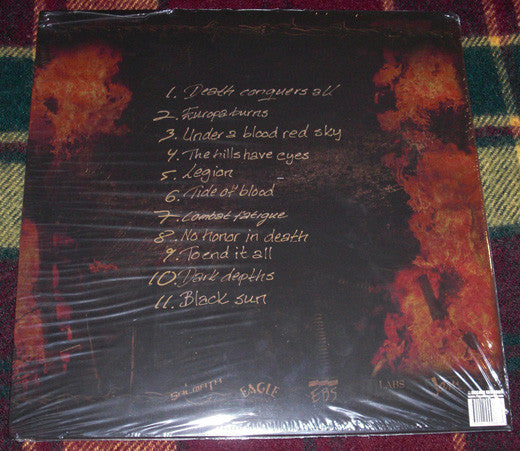 1. Death conquers all
2. Europa burns
3. Under a blood red sky
4. The hills have eyes
5. Legion
6. Tide of blood
7. Combat fatigue
8. No Honor in death
9. To end it all
10. Dark depths
11. Black sun
EAGLE EBS LABS